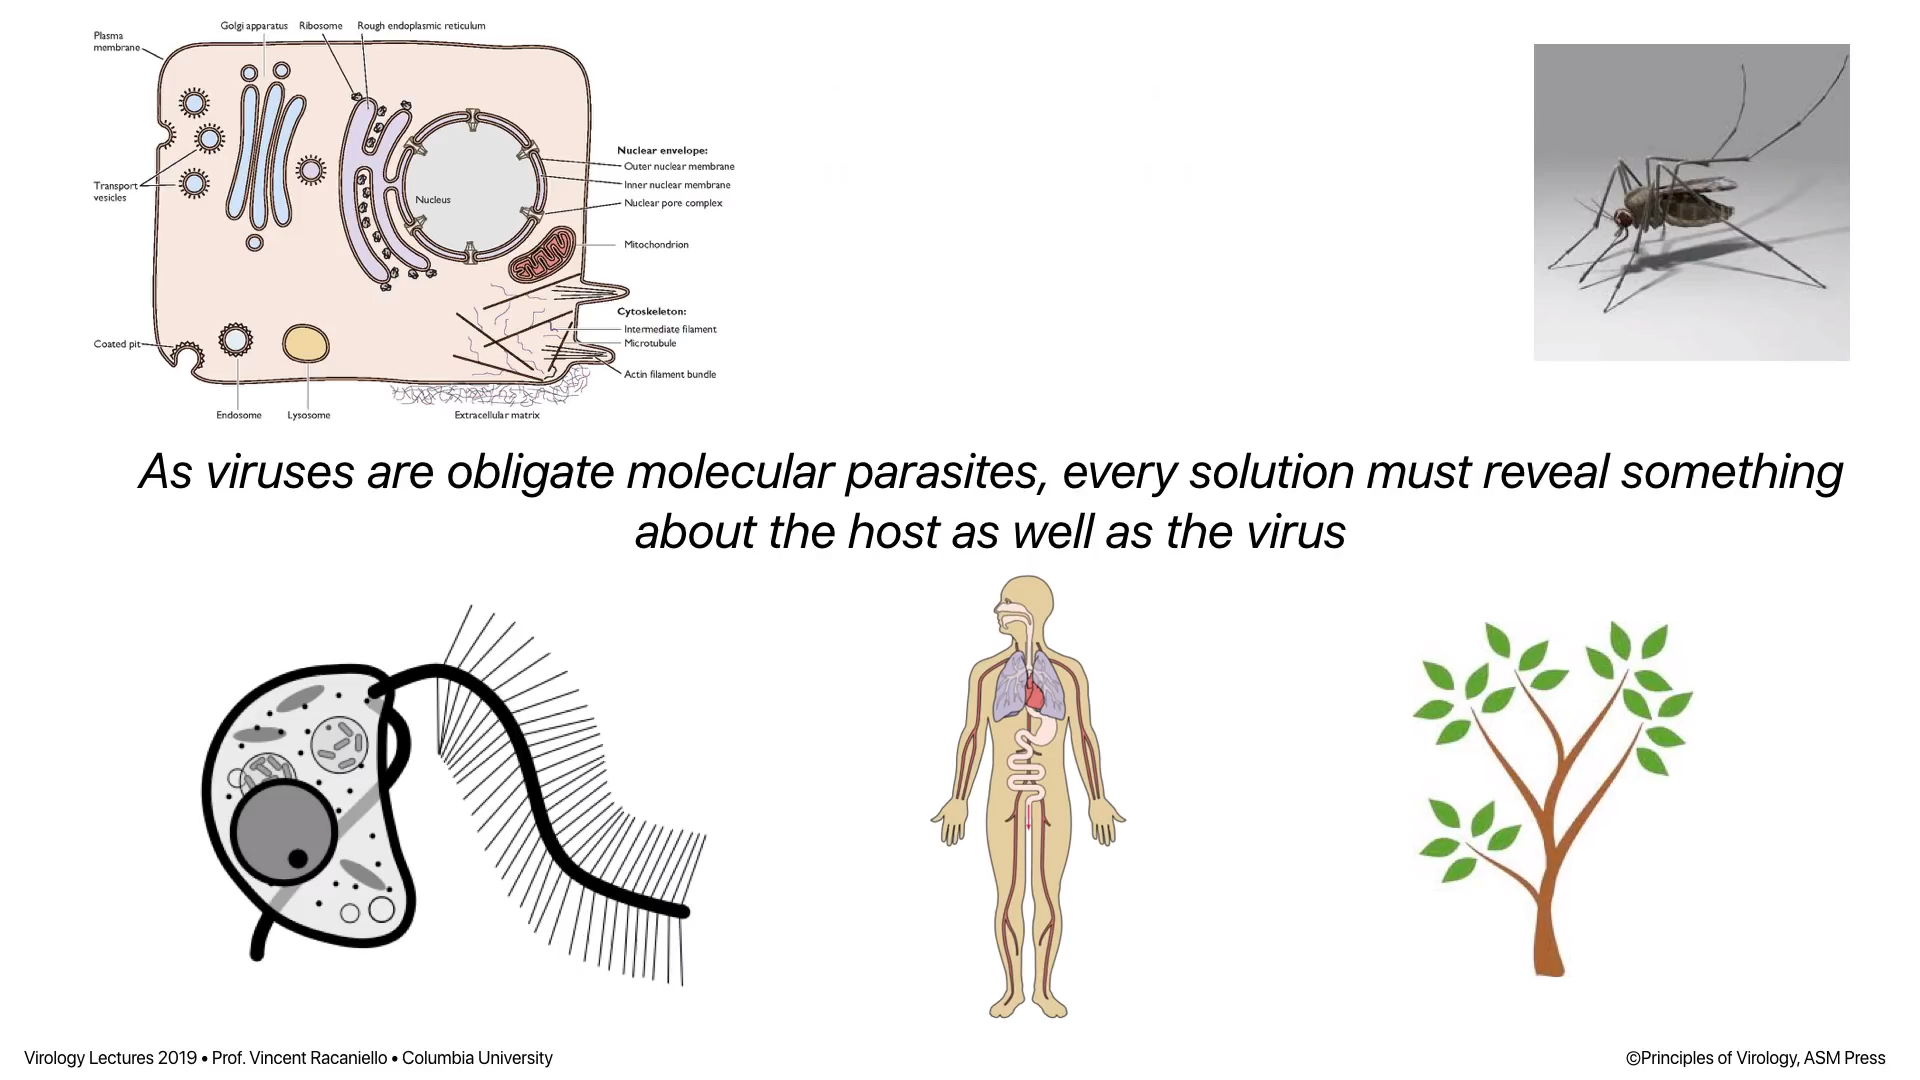 Golgi apparatus Ribosome Rough endoplasmic reticulum
Plasma
membrane
Nuclear envelope:
Outer nuclear membrane
Inner nuclear membrane
Nuclear pore complex
Transport
vesicles
Nucleus
Mitochondrion
Cytoskeleton:
Intermediate filament
Microtubule
Actin filament bundle
Coated pit
Endosome Lysosome Extracellular matrix
As viruses are obligate molecular parasites, every solution must reveal something
about the host as well as the virus
Virology Lectures 2019 • Prof. Vincent Racaniello • Columbia University
©Principles of Virology, ASM Press